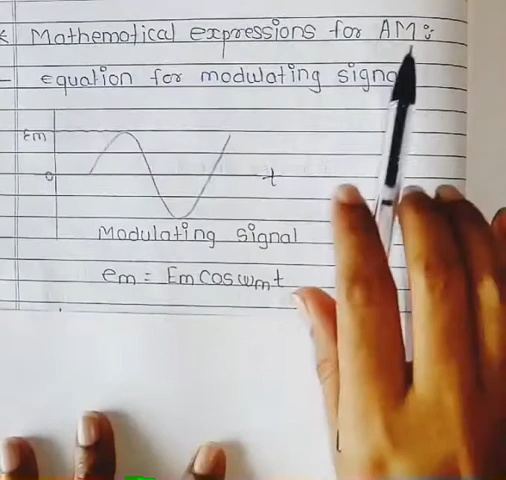 * Mathematical expressions for AM:
- equation for modulating signa
Em
0
t
Modulating signal
em = Em cos ωmt